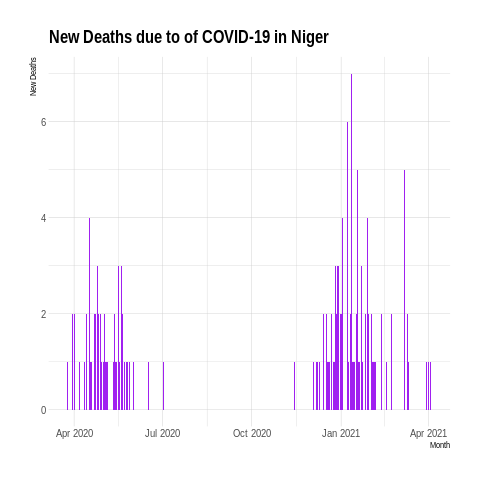 New Deaths due to of COVID-19 in Niger
New Deaths
6
4
2
0
Apr 2020 Jul 2020 Oct 2020 Jan 2021 Apr 2021
Month